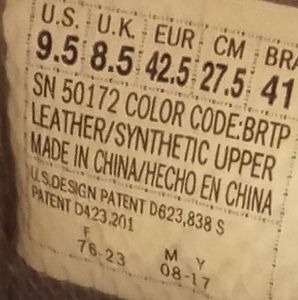 U.S. U.K. EUR CM BRA
9.5 8.5 42.5 27.5 41
SN 50172 COLOR CODE:BRTP
LEATHER/SYNTHETIC UPPER
MADE IN CHINA/HECHO EN CHINA
U.S.DESIGN PATENT D623,838 S
PATENT D423.201
F M Y
76-23 08-17